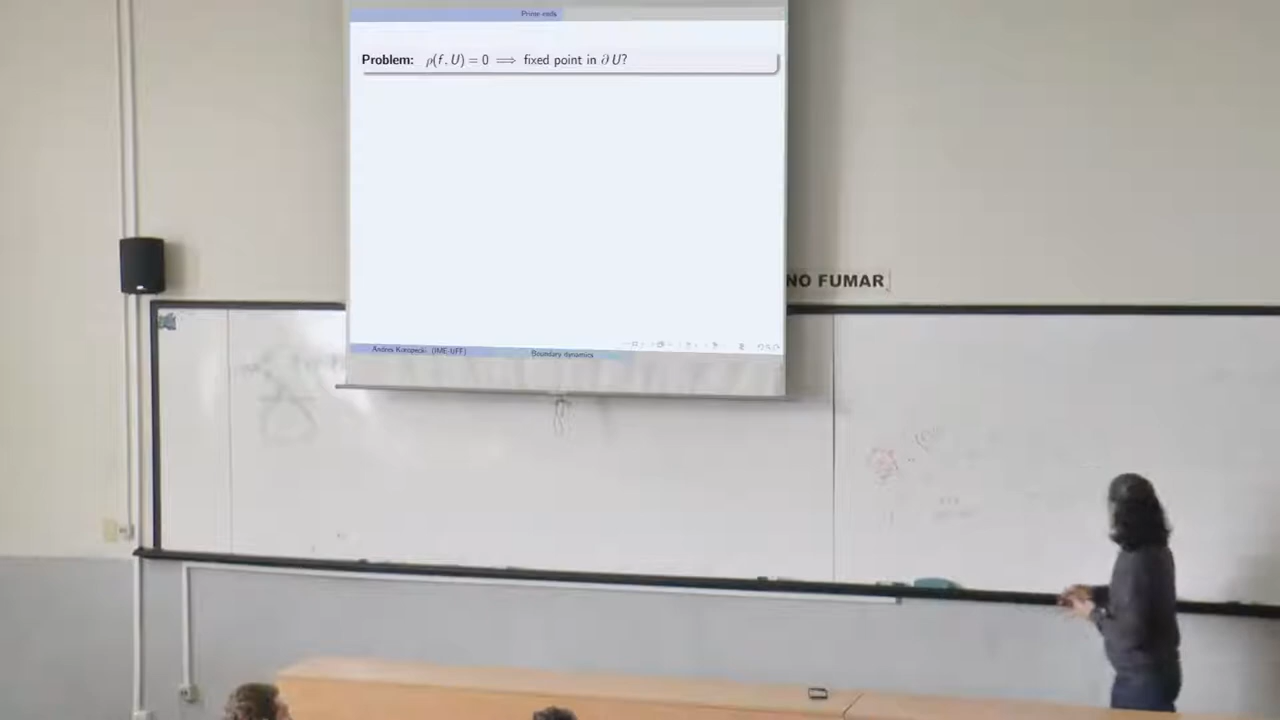 Prime ends
Problem: ρ(f, U) = 0 ⟹ fixed point in ∂ U?
NO FUMAR
Andres Koropecki (IME-UFF)
Boundary dynamics